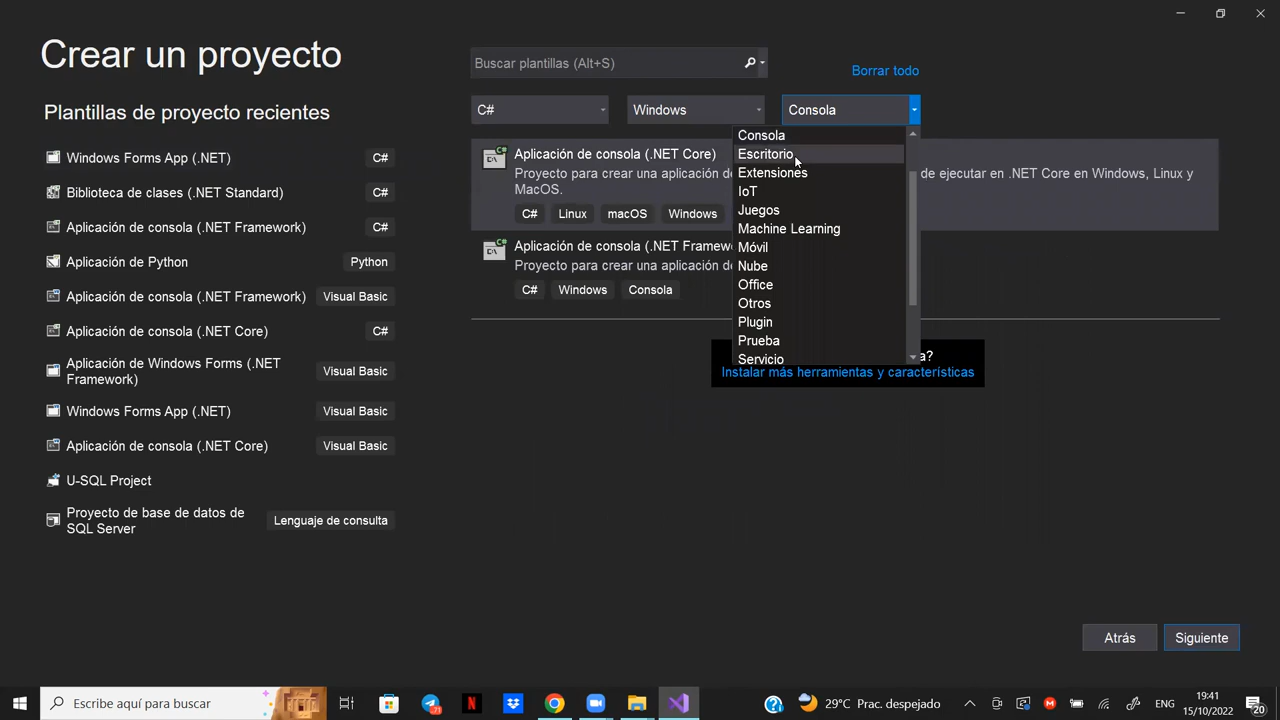 Crear un proyecto
Plantillas de proyecto recientes
Windows Forms App (.NET)
C#
Biblioteca de clases (.NET Standard)
C#
Aplicación de consola (.NET Framework)
C#
Aplicación de Python
Python
Aplicación de consola (.NET Framework)
Visual Basic
Aplicación de consola (.NET Core)
C#
Aplicación de Windows Forms (.NET
Framework)
Visual Basic
Windows Forms App (.NET)
Visual Basic
Aplicación de consola (.NET Core)
Visual Basic
U-SQL Project
Proyecto de base de datos de
SQL Server
Lenguaje de consulta
Buscar plantillas (Alt+S)
Borrar todo
C#
Windows
Consola
Aplicación de consola (.NET Core)
Proyecto para crear una aplicación de
de ejecutar en .NET Core en Windows, Linux y
MacOS.
C#
Linux
macOS
Windows
Aplicación de consola (.NET Framew
Proyecto para crear una aplicación de
C#
Windows
Consola
Consola
Escritorio
Extensiones
IoT
Juegos
Machine Learning
Móvil
Nube
Office
Otros
Plugin
Prueba
Servicio
Instalar más herramientas y características
Atrás
Siguiente
Escribe aquí para buscar
29°C Prac. despejado
ENG
19:41
15/10/2022
20